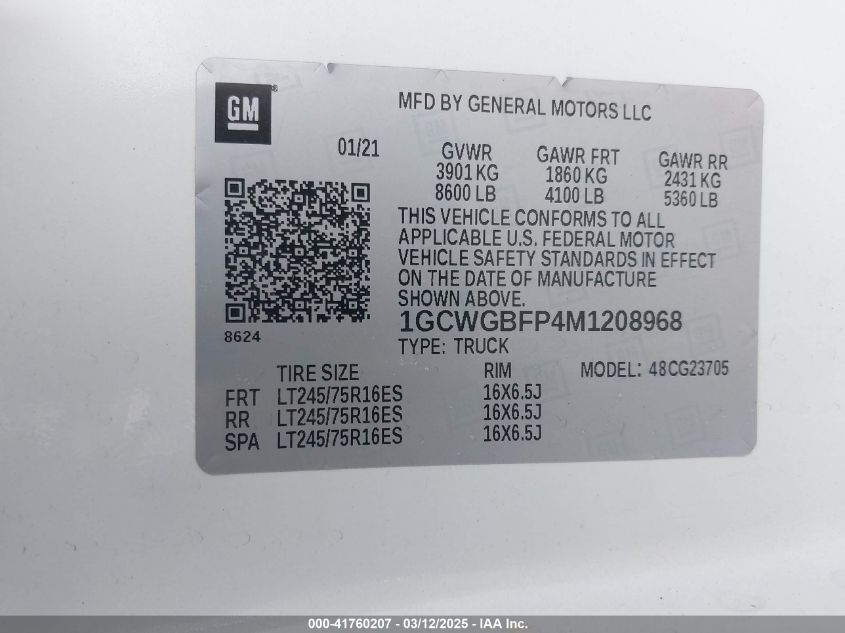 GM
®
MFD BY GENERAL MOTORS LLC
01/21
GVWR GAWR FRT GAWR RR
3901 KG 1860 KG 2431 KG
8600 LB 4100 LB 5360 LB
THIS VEHICLE CONFORMS TO ALL
APPLICABLE U.S. FEDERAL MOTOR
VEHICLE SAFETY STANDARDS IN EFFECT
ON THE DATE OF MANUFACTURE
SHOWN ABOVE.
8624
1GCWGBFP4M1208968
TYPE: TRUCK
TIRE SIZE RIM MODEL: 48CG23705
FRT LT245/75R16ES 16X6.5J
RR LT245/75R16ES 16X6.5J
SPA LT245/75R16ES 16X6.5J
000-41760207 - 03/12/2025 - IAA Inc.